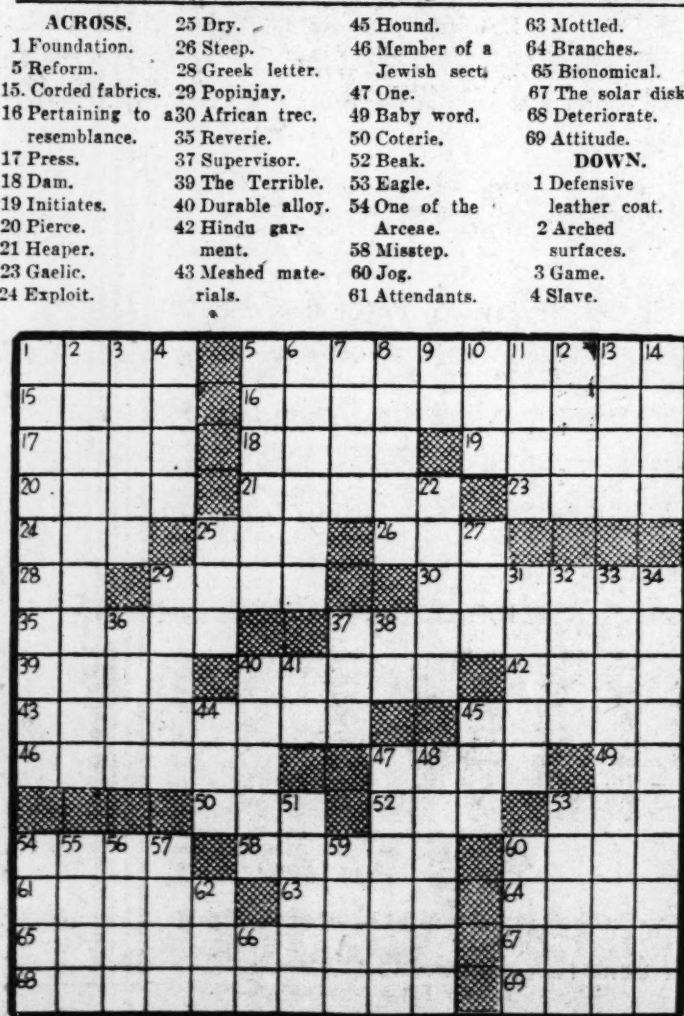 ACROSS.
1 Foundation.
5 Reform.
15. Corded fabrics.
16 Pertaining to a
resemblance.
17 Press.
18 Dam.
19 Initiates.
20 Pierce.
21 Heaper.
23 Gaelic.
24 Exploit.
25 Dry.
26 Steep.
28 Greek letter.
29 Popinjay.
30 African trec.
35 Reverie.
37 Supervisor.
39 The Terrible.
40 Durable alloy.
42 Hindu gar-
ment.
43 Meshed mate-
rials.
45 Hound.
46 Member of a
Jewish sect.
47 One.
49 Baby word.
50 Coterie.
52 Beak.
53 Eagle.
54 One of the
Arceae.
58 Misstep.
60 Jog.
61 Attendants.
63 Mottled.
64 Branches.
65 Bionomical.
67 The solar disk
68 Deteriorate.
69 Attitude.
DOWN.
1 Defensive
leather coat.
2 Arched
surfaces.
3 Game.
4 Slave.
1 2 3 4 5 6 7 8 9 10 11 12 13 14
15 16
17 18 19
20 21 22 23
24 25 26 27
28 29 30 31 32 33 34
35 36 37 38
39 40 41 42
43 44 45
46 47 48 49
50 51 52 53
54 55 56 57 58 59 60
61 62 63 64
65 66 67
68 69